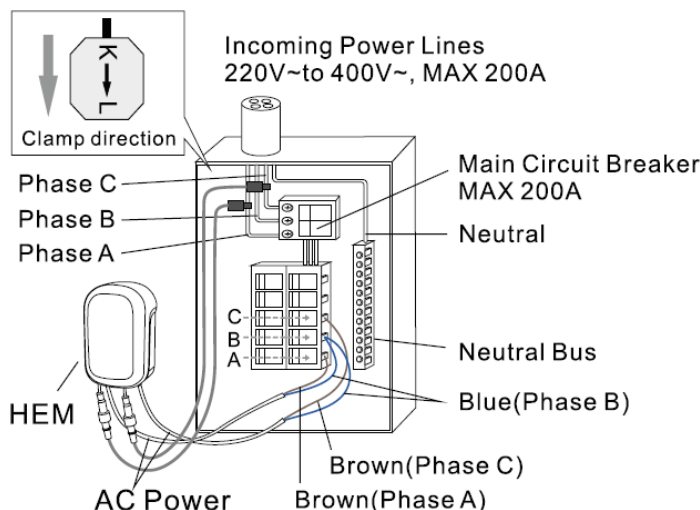 K
L
Clamp direction
Incoming Power Lines
220V~to 400V~, MAX 200A
Phase C
Phase B
Phase A
Main Circuit Breaker
MAX 200A
Neutral
C
B
A
Neutral Bus
HEM
Blue(Phase B)
Brown(Phase C)
AC Power
Brown(Phase A)